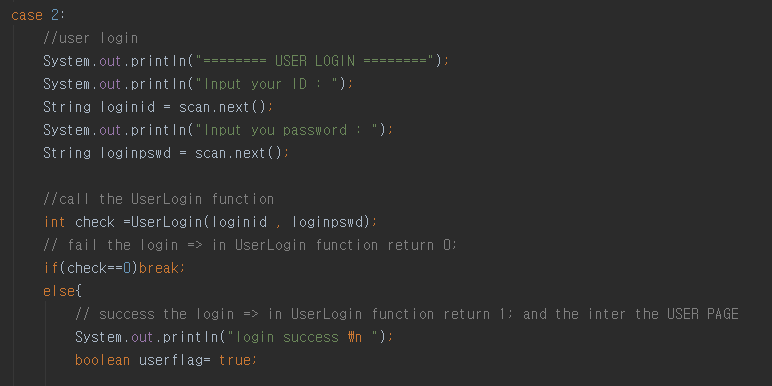 case 2:
//user login
System.out.println("======== USER LOGIN ========");
System.out.println("Input your ID : ");
String loginid = scan.next();
System.out.println("Input you password : ");
String loginpswd = scan.next();
//call the UserLogin function
int check =UserLogin(loginid , loginpswd);
// fail the login => in UserLogin function return 0;
if(check==0)break;
else{
// success the login => in UserLogin function return 1; and the inter the USER PAGE
System.out.println("login success ₩n ");
boolean userflag= true;